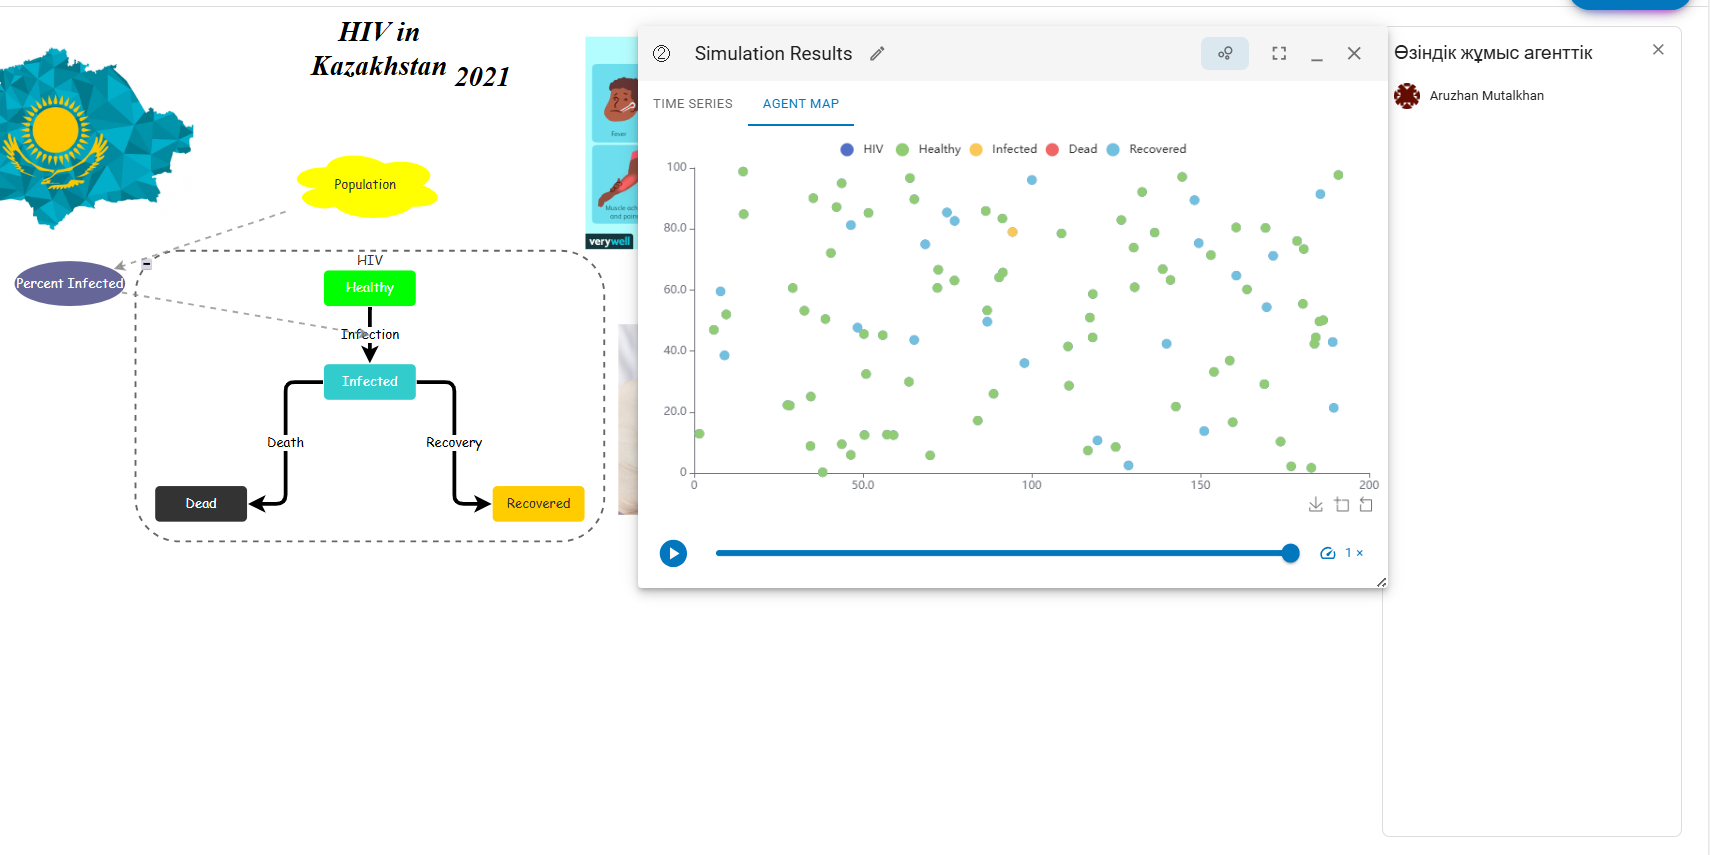 HIV in
Kazakhstan 2021
Population
Percent Infected
HIV
Healthy
Infection
Infected
Death
Recovery
Dead
Recovered
Fever
Muscle
and
verywell
② Simulation Results
TIME SERIES AGENT MAP
HIV Healthy Infected Dead Recovered
100
80.0
60.0
40.0
20.0
0
0 50.0 100 150 200
1 ×
Өзіндік жұмыс агенттік
Aruzhan Mutalkhan